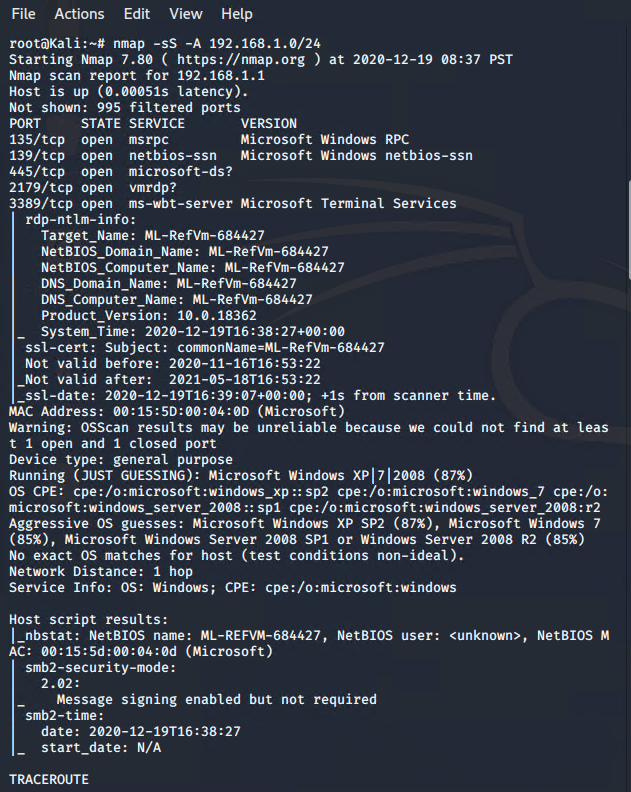 File Actions Edit View Help
root@Kali:~# nmap -sS -A 192.168.1.0/24
Starting Nmap 7.80 ( https://nmap.org ) at 2020-12-19 08:37 PST
Nmap scan report for 192.168.1.1
Host is up (0.00051s latency).
Not shown: 995 filtered ports
PORT     STATE SERVICE       VERSION
135/tcp  open  msrpc         Microsoft Windows RPC
139/tcp  open  netbios-ssn   Microsoft Windows netbios-ssn
445/tcp  open  microsoft-ds?
2179/tcp open  vmrdp?
3389/tcp open  ms-wbt-server Microsoft Terminal Services
| rdp-ntlm-info:
|   Target_Name: ML-RefVm-684427
|   NetBIOS_Domain_Name: ML-RefVm-684427
|   NetBIOS_Computer_Name: ML-RefVm-684427
|   DNS_Domain_Name: ML-RefVm-684427
|   DNS_Computer_Name: ML-RefVm-684427
|   Product_Version: 10.0.18362
|_  System_Time: 2020-12-19T16:38:27+00:00
| ssl-cert: Subject: commonName=ML-RefVm-684427
| Not valid before: 2020-11-16T16:53:22
|_Not valid after:  2021-05-18T16:53:22
|_ssl-date: 2020-12-19T16:39:07+00:00; +1s from scanner time.
MAC Address: 00:15:5D:00:04:0D (Microsoft)
Warning: OSScan results may be unreliable because we could not find at leas
t 1 open and 1 closed port
Device type: general purpose
Running (JUST GUESSING): Microsoft Windows XP|7|2008 (87%)
OS CPE: cpe:/o:microsoft:windows_xp::sp2 cpe:/o:microsoft:windows_7 cpe:/o:
microsoft:windows_server_2008::sp1 cpe:/o:microsoft:windows_server_2008:r2
Aggressive OS guesses: Microsoft Windows XP SP2 (87%), Microsoft Windows 7
(85%), Microsoft Windows Server 2008 SP1 or Windows Server 2008 R2 (85%)
No exact OS matches for host (test conditions non-ideal).
Network Distance: 1 hop
Service Info: OS: Windows; CPE: cpe:/o:microsoft:windows

Host script results:
|_nbstat: NetBIOS name: ML-REFVM-684427, NetBIOS user: <unknown>, NetBIOS M
AC: 00:15:5d:00:04:0d (Microsoft)
| smb2-security-mode:
|   2.02:
|_    Message signing enabled but not required
| smb2-time:
|   date: 2020-12-19T16:38:27
|_  start_date: N/A

TRACEROUTE